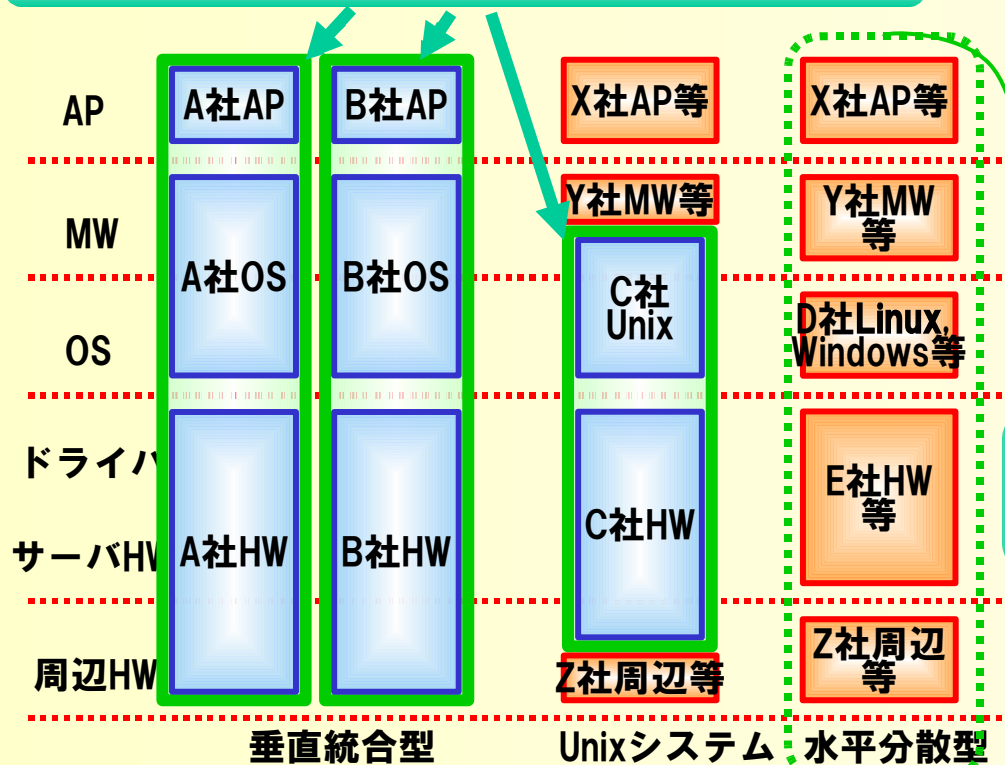 AP
A社AP
B社AP
X社AP等
X社AP等
MW
Y社MW等
Y社MW
等
A社OS
B社OS
C社
Unix
OS
D社Linux,
Windows等
ドライバ
サーバHW
A社HW
B社HW
C社HW
E社HW
等
周辺HW
Z社周辺等
Z社周辺
等
垂直統合型
Unixシステム
水平分散型